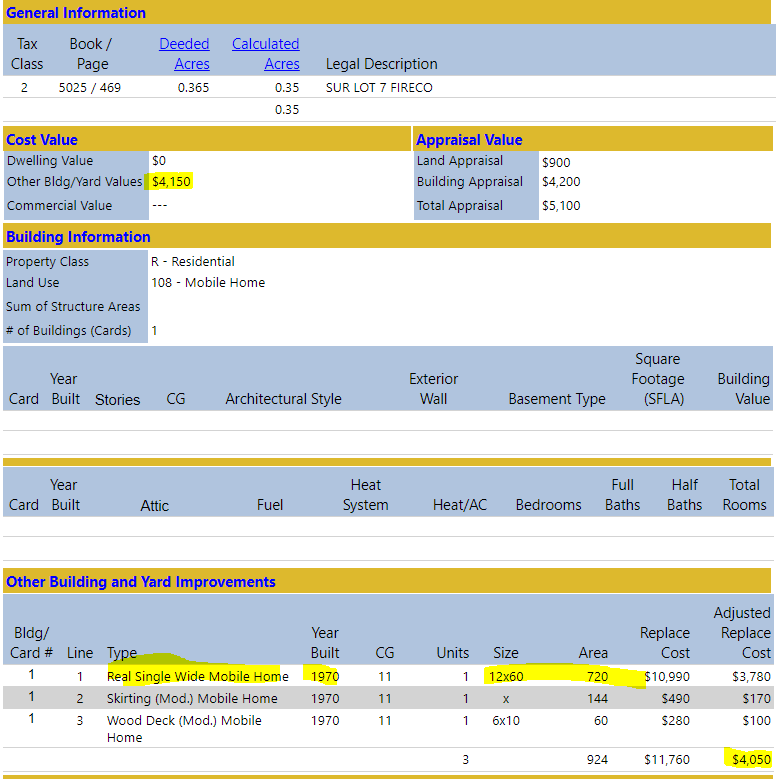 General Information
Tax Class Book / Page Deeded Acres Calculated Acres Legal Description
2 5025 / 469 0.365 0.35 SUR LOT 7 FIRECO
0.35
Cost Value Appraisal Value
Dwelling Value $0 Land Appraisal $900
Other Bldg/Yard Values $4,150 Building Appraisal $4,200
Commercial Value --- Total Appraisal $5,100
Building Information
Property Class R - Residential
Land Use 108 - Mobile Home
Sum of Structure Areas
# of Buildings (Cards) 1
Card Year Built Stories CG Architectural Style Exterior Wall Basement Type Square Footage (SFLA) Building Value
Card Year Built Attic Fuel Heat System Heat/AC Bedrooms Full Baths Half Baths Total Rooms
Other Building and Yard Improvements
Bldg/ Card # Line Type Year Built CG Units Size Area Replace Cost Adjusted Replace Cost
1 1 Real Single Wide Mobile Home 1970 11 1 12x60 720 $10,990 $3,780
1 2 Skirting (Mod.) Mobile Home 1970 11 1 x 144 $490 $170
1 3 Wood Deck (Mod.) Mobile Home 1970 11 1 6x10 60 $280 $100
3 924 $11,760 $4,050